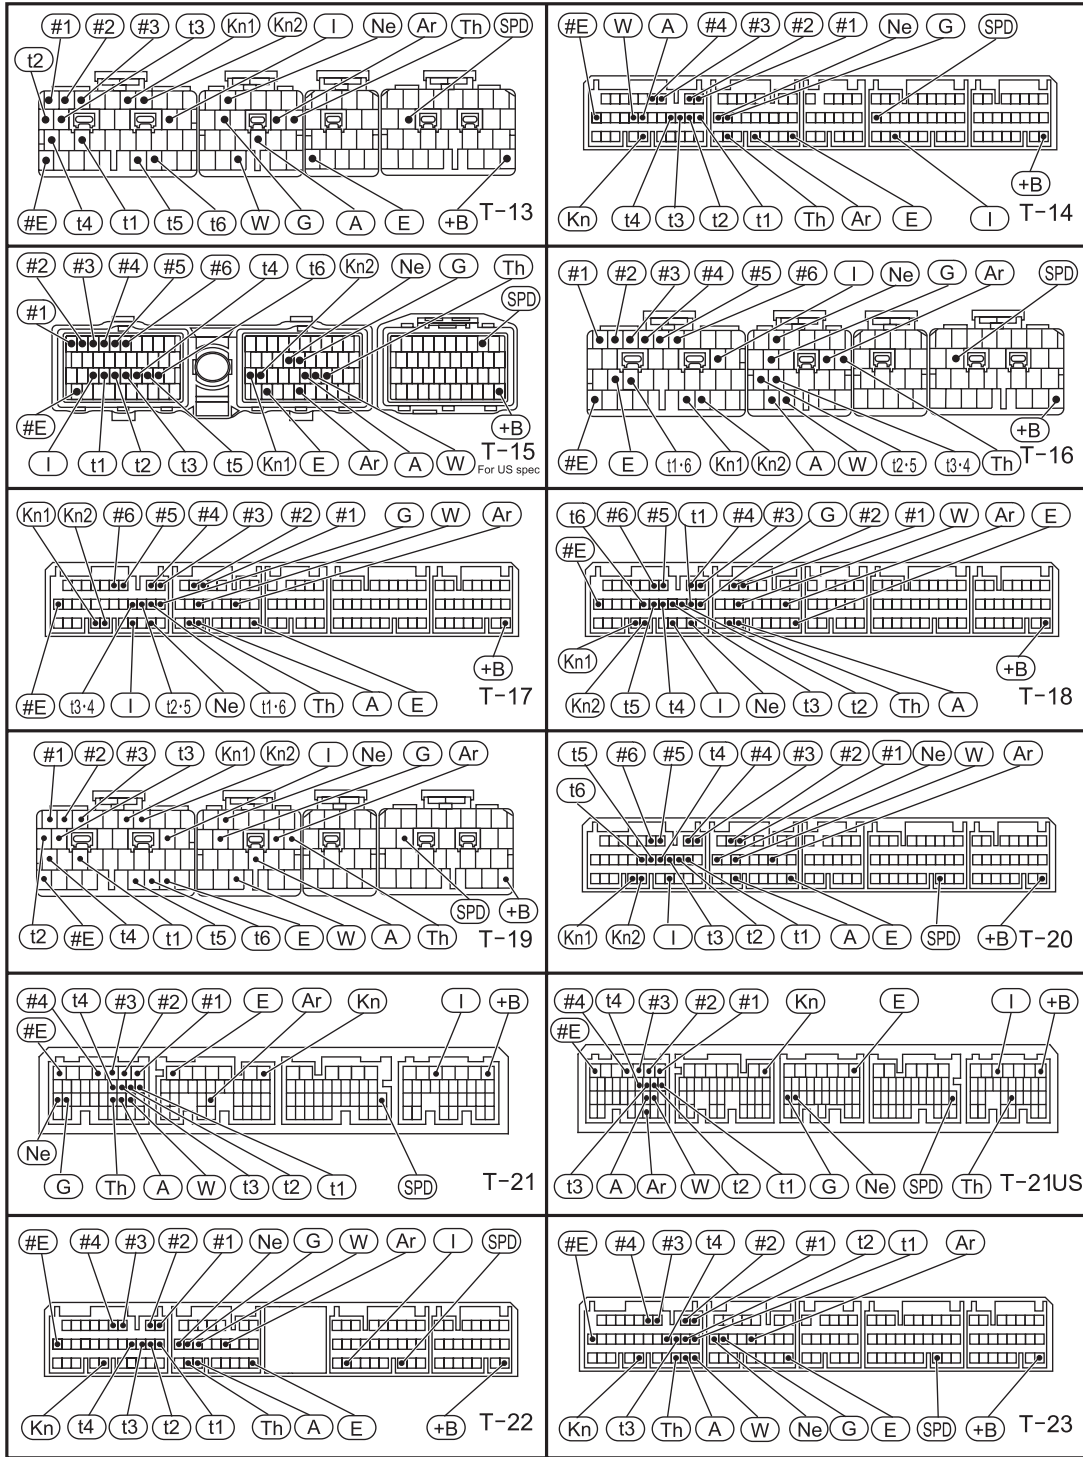 #1 #2 #3 t3 Kn1 Kn2 I Ne Ar Th SPD
t2
#E t4 t1 t5 t6 W G A E +B
T-13
#E W A #4 #3 #2 #1 Ne G SPD
+B
Kn t4 t3 t2 t1 Th Ar E I
T-14
#2 #3 #4 #5 #6 t4 t6 Kn2 Ne G Th
SPD
#1
#E +B
I t1 t2 t3 t5 Kn1 E Ar A W
T-15
For US spec
#1 #2 #3 #4 #5 #6 I Ne G Ar SPD
+B
#E E t1·6 Kn1 Kn2 A W t2·5 t3·4 Th
T-16
Kn1 Kn2 #6 #5 #4 #3 #2 #1 G W Ar
+B
#E t3·4 I t2·5 Ne t1·6 Th A E
T-17
t6 #6 #5 t1 #4 #3 G #2 #1 W Ar E
#E
Kn1 +B
Kn2 t5 t4 I Ne t3 t2 Th A
T-18
#1 #2 #3 t3 Kn1 Kn2 I Ne G Ar
SPD +B
t2 #E t4 t1 t5 t6 E W A Th
T-19
t5 #6 #5 t4 #4 #3 #2 #1 Ne W Ar
t6
Kn1 Kn2 I t3 t2 t1 A E SPD +B
T-20
#4 t4 #3 #2 #1 E Ar Kn I +B
#E
Ne
G Th A W t3 t2 t1 SPD
T-21
#4 t4 #3 #2 #1 Kn E I +B
#E
t3 A Ar W t2 t1 G Ne SPD Th
T-21US
#E #4 #3 #2 #1 Ne G W Ar I SPD
Kn t4 t3 t2 t1 Th A E +B
T-22
#E #4 #3 t4 #2 #1 t2 t1 Ar
Kn t3 Th A W Ne G E SPD +B
T-23